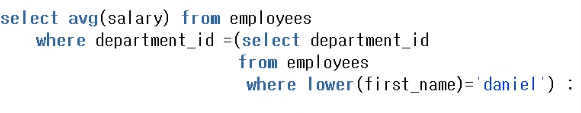 select avg(salary) from employees
where department_id =(select department_id
from employees
where lower(first_name)='daniel') ;